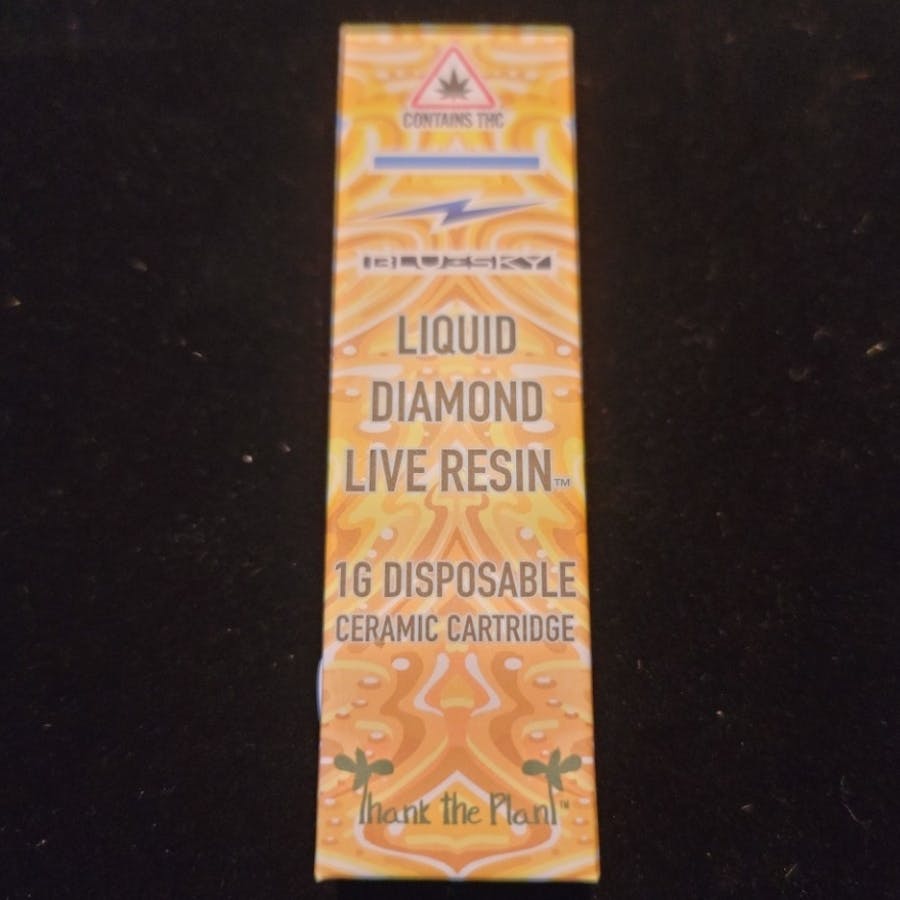 CONTAINS THC
BLUESKY
LIQUID
DIAMOND
LIVE RESIN™
1G DISPOSABLE
CERAMIC CARTRIDGE
Thank the Plant™